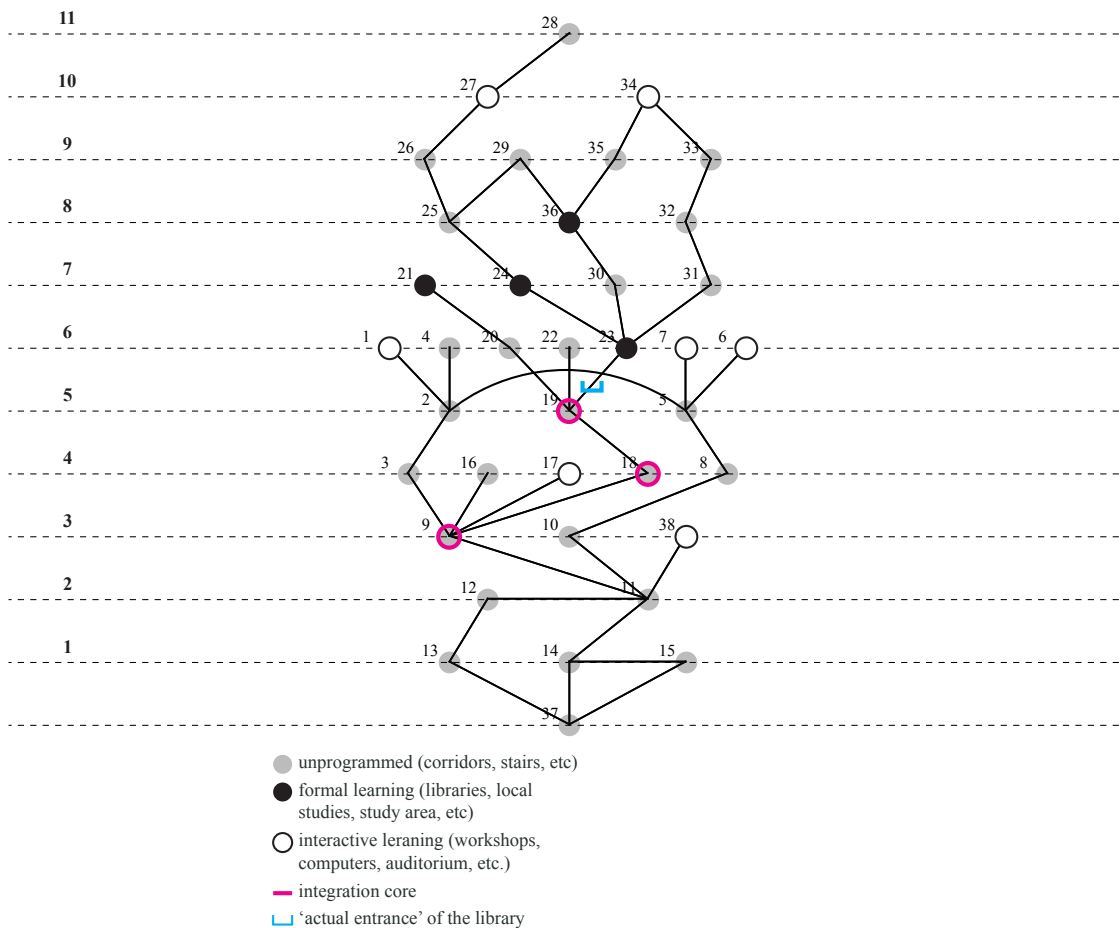 11 28
10 27 34
9 26 29 35 33
8 25 36 32
7 21 24 30 31
6 1 4 20 22 23 7 6
5 2 19 5
4 3 16 17 18 8
3 9 10 38
2 12 11
1 13 14 15
37
unprogrammed (corridors, stairs, etc)
formal learning (libraries, local
studies, study area, etc)
interactive leraning (workshops,
computers, auditorium, etc.)
integration core
‘actual entrance’ of the library